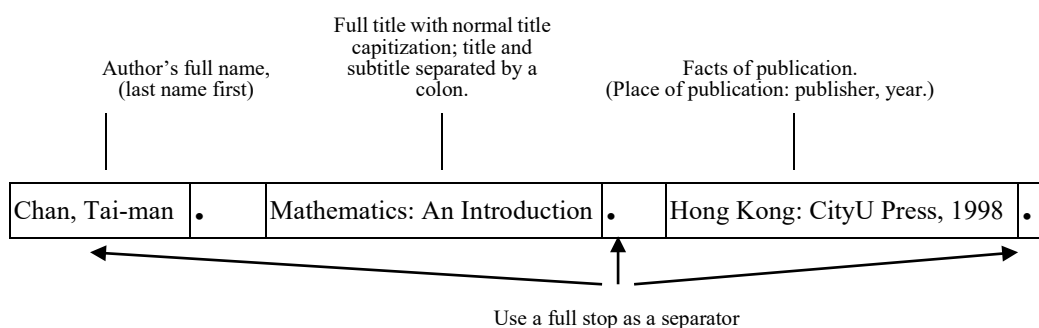 Full title with normal title
capitization; title and
subtitle separated by a
colon.
Author's full name,
(last name first)
Facts of publication.
(Place of publication: publisher, year.)
Chan, Tai-man . Mathematics: An Introduction . Hong Kong: CityU Press, 1998 .
Use a full stop as a separator